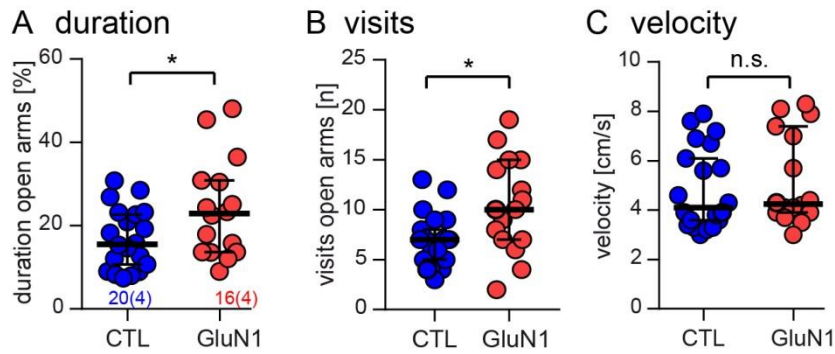 A duration
duration open arms [%]
60
40
20
0
*
20(4)
16(4)
CTL
GluN1
B visits
visits open arms [n]
25
20
15
10
5
0
*
CTL
GluN1
C velocity
velocity [cm/s]
10
8
6
4
2
0
n.s.
CTL
GluN1